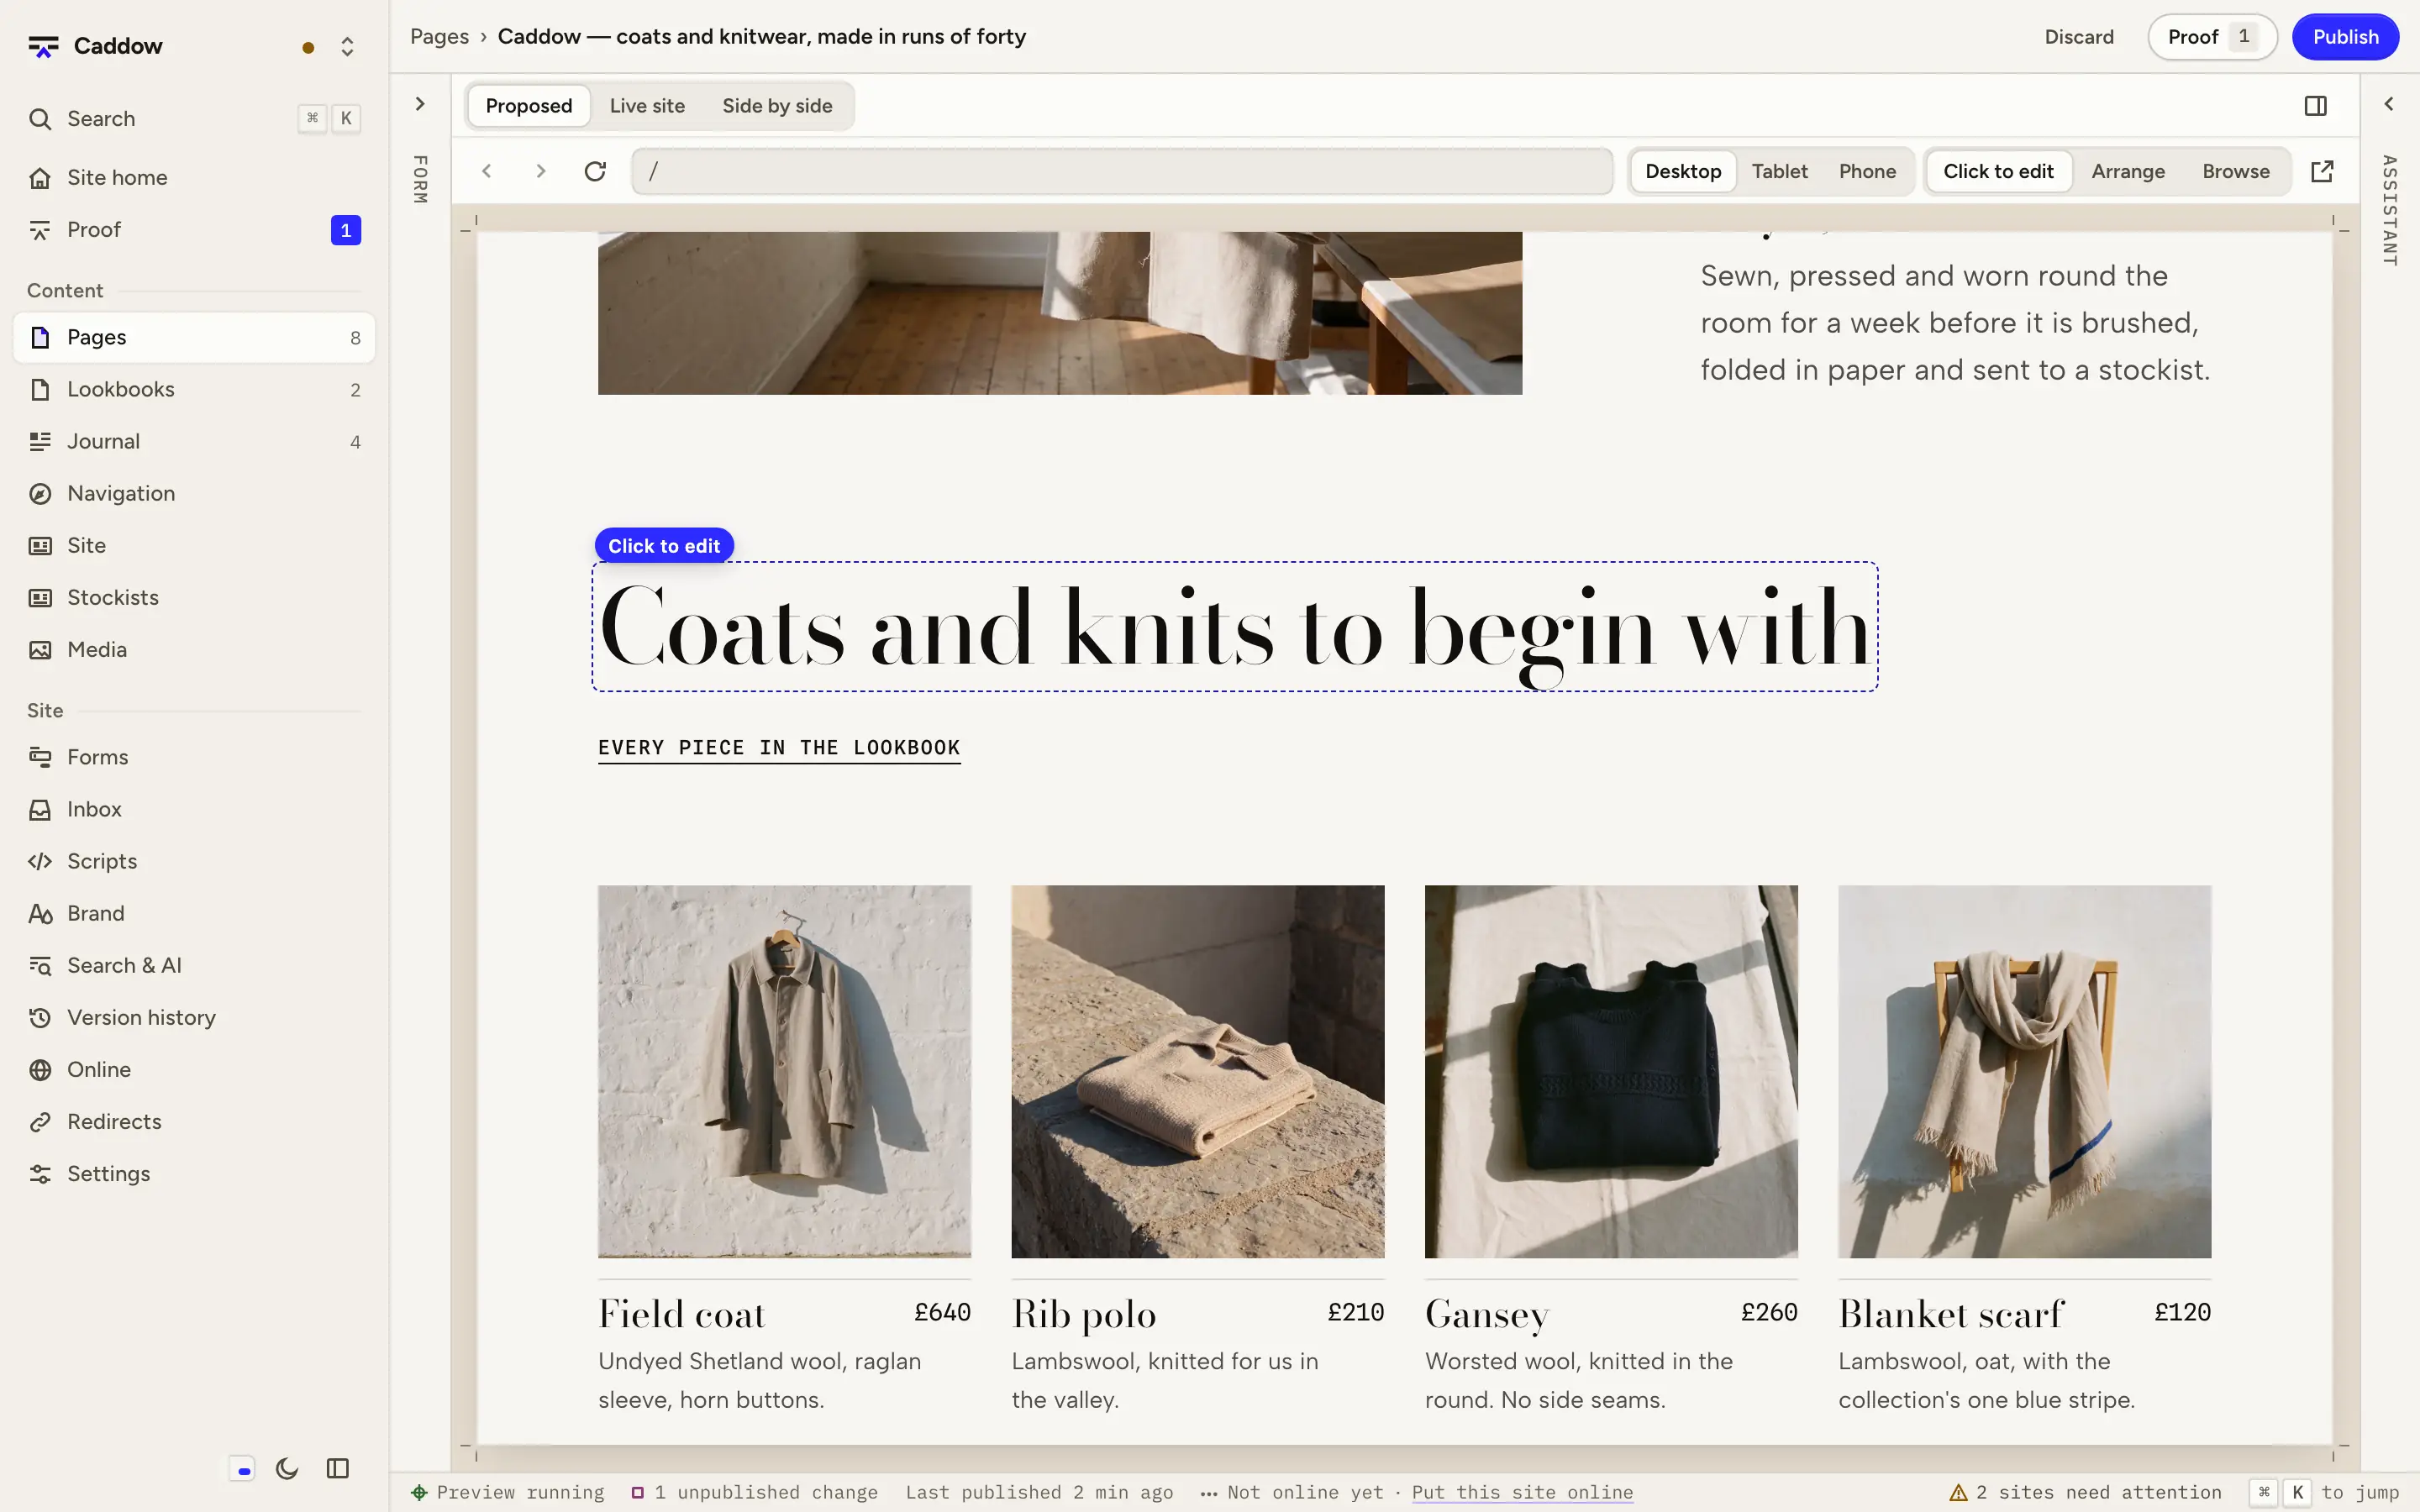 Caddow
Search ⌘ K
Site home
Proof 1
Content
Pages 8
Lookbooks 2
Journal 4
Navigation
Site
Stockists
Media
Site
Forms
Inbox
Scripts
Brand
Search & AI
Version history
Online
Redirects
Settings
Pages › Caddow — coats and knitwear, made in runs of forty
Discard
Proof 1
Publish
FORM
Proposed Live site Side by side
/
Desktop Tablet Phone
Click to edit Arrange Browse
ASSISTANT
Sewn, pressed and worn round the
room for a week before it is brushed,
folded in paper and sent to a stockist.
Click to edit
Coats and knits to begin with
EVERY PIECE IN THE LOOKBOOK
Field coat £640
Undyed Shetland wool, raglan
sleeve, horn buttons.
Rib polo £210
Lambswool, knitted for us in
the valley.
Gansey £260
Worsted wool, knitted in the
round. No side seams.
Blanket scarf £120
Lambswool, oat, with the
collection's one blue stripe.
Preview running 1 unpublished change Last published 2 min ago ··· Not online yet · Put this site online
2 sites need attention ⌘ K to jump